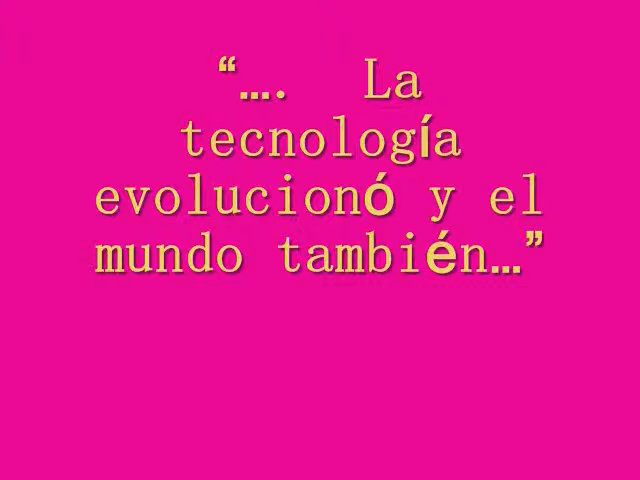 “…. La
tecnología
evolucionó y el
mundo también…”